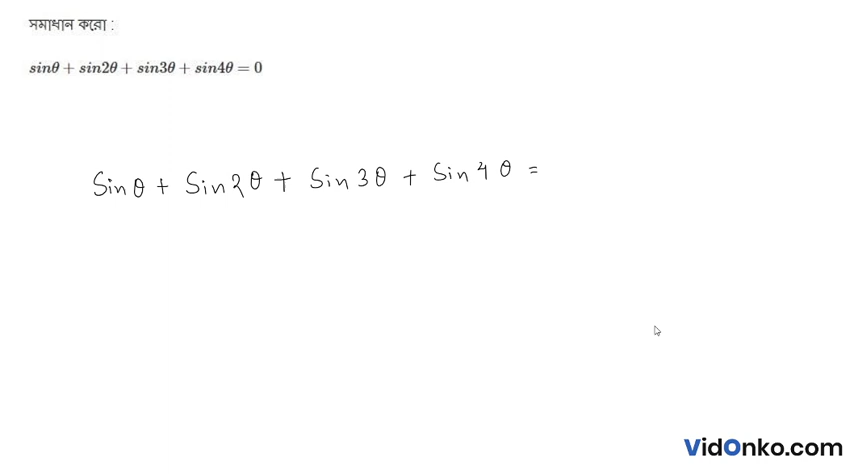 সমাধান করো :
sinθ + sin2θ + sin3θ + sin4θ = 0
Sinθ + Sin2θ + Sin3θ + Sin4θ =
VidOnko.com